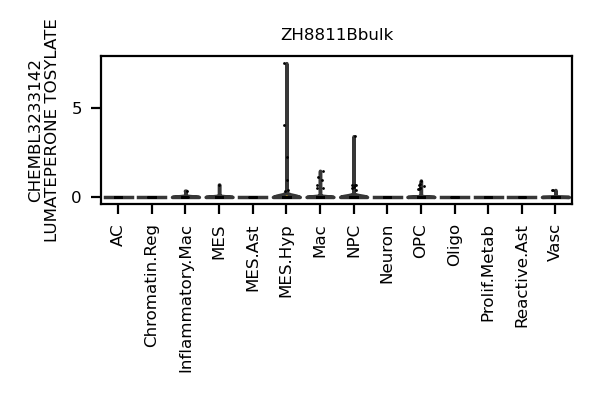 ZH8811Bbulk
CHEMBL3233142
LUMATEPERONE TOSYLATE
5
0
AC
Chromatin.Reg
Inflammatory.Mac
MES
MES.Ast
MES.Hyp
Mac
NPC
Neuron
OPC
Oligo
Prolif.Metab
Reactive.Ast
Vasc